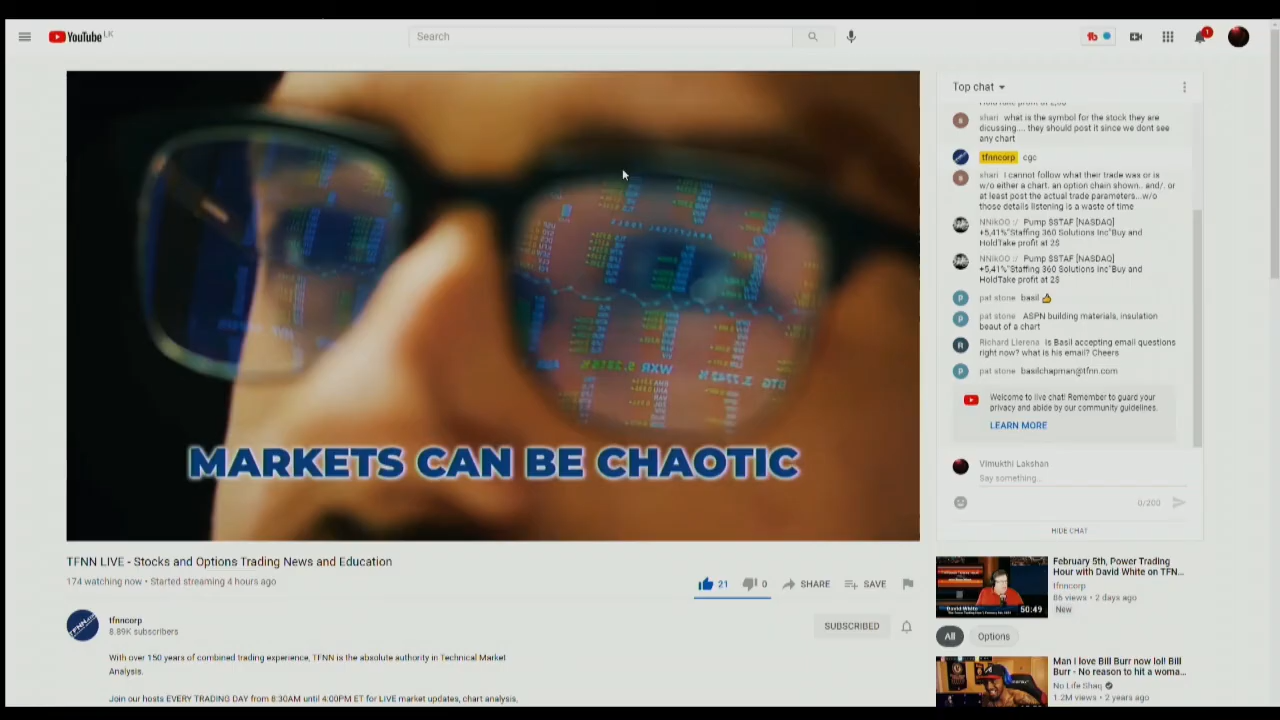 YouTube LK
Search
1
MARKETS CAN BE CHAOTIC
TFNN LIVE - Stocks and Options Trading News and Education
174 watching now • Started streaming 4 hours ago
21
0
SHARE
SAVE
tfnncorp
8.89K subscribers
SUBSCRIBED
With over 150 years of combined trading experience, TFNN is the absolute authority in Technical Market
Analysis.
Join our hosts EVERY TRADING DAY from 8:30AM until 4:00PM ET for LIVE market updates, chart analysis,
Top chat
shari what is the symbol for the stock they are
dicussing.... they should post it since we dont see
any chart
tfnncorp cgc
shari I cannot follow what their trade was or is
w/o either a chart. an option chain shown.. and/. or
at least post the actual trade parameters...w/o
those details listening is a waste of time
NNikOO :/ Pump $STAF [NASDAQ]
+5,41%"Staffing 360 Solutions Inc"Buy and
HoldTake profit at 2$
NNikOO :/ Pump $STAF [NASDAQ]
+5,41%"Staffing 360 Solutions Inc"Buy and
HoldTake profit at 2$
pat stone basil 👍
pat stone ASPN building materials, insulation
beaut of a chart
Richard Llerena Is Basil accepting email questions
right now? what is his email? Cheers
pat stone basilchapman@tfnn.com
Welcome to live chat! Remember to guard your
privacy and abide by our community guidelines.
LEARN MORE
Vimukthi Lakshan
Say something...
0/200
HIDE CHAT
David White
50:49
February 5th, Power Trading
Hour with David White on TFN...
tfnncorp
86 views • 2 days ago
New
All
Options
Man I love Bill Burr now lol! Bill
Burr - No reason to hit a woma...
No Life Shaq
1.2M views • 2 years ago